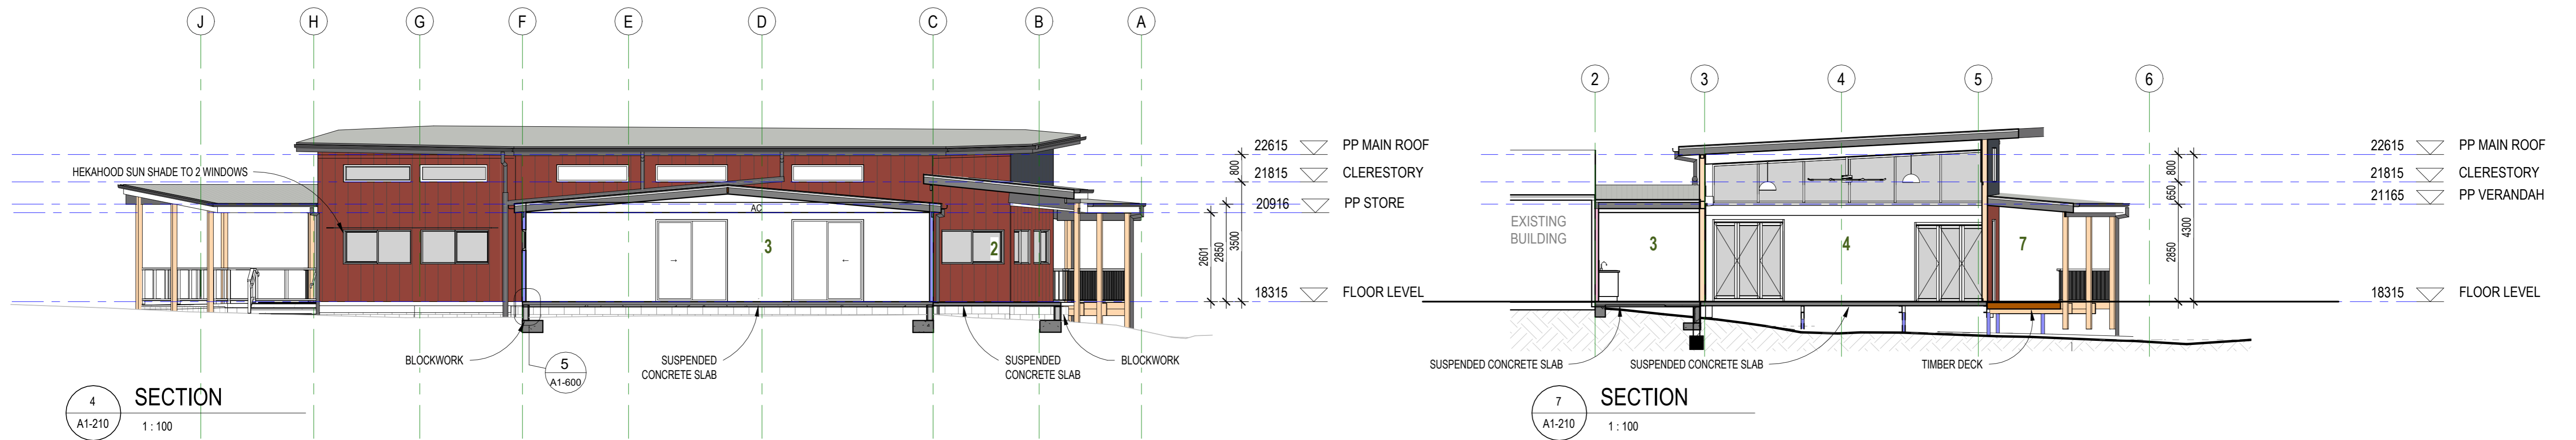 J H G F E D C B A
HEKAHOOD SUN SHADE TO 2 WINDOWS
22615 PP MAIN ROOF
21815 CLERESTORY
20916 PP STORE
18315 FLOOR LEVEL
800
2601
2850
3500
AC
3
2
BLOCKWORK
SUSPENDED
CONCRETE SLAB
SUSPENDED
CONCRETE SLAB
BLOCKWORK
5
A1-600
4
A1-210
SECTION
1 : 100
2 3 4 5 6
22615 PP MAIN ROOF
21815 CLERESTORY
21165 PP VERANDAH
18315 FLOOR LEVEL
800
650
2850
4300
EXISTING
BUILDING
3
4
7
SUSPENDED CONCRETE SLAB
SUSPENDED CONCRETE SLAB
TIMBER DECK
7
A1-210
SECTION
1 : 100